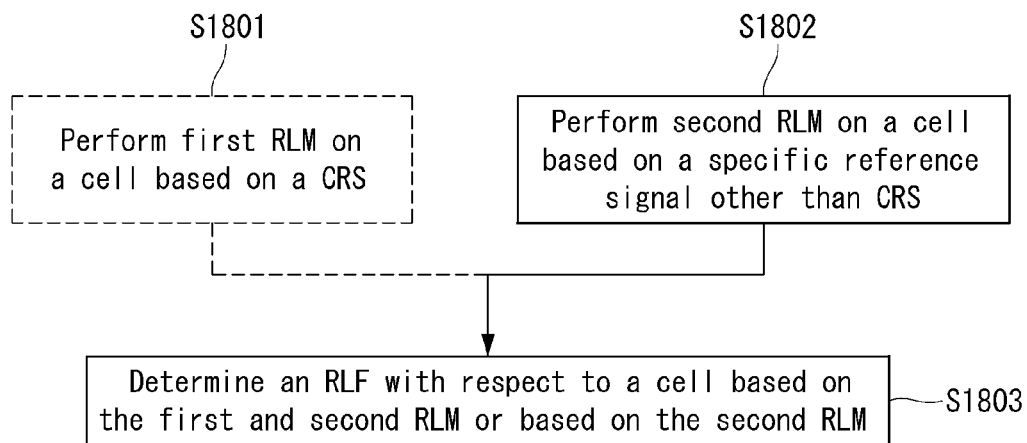 S1801
S1802
Perform first RLM on
a cell based on a CRS
Perform second RLM on a cell
based on a specific reference
signal other than CRS
Determine an RLF with respect to a cell based on
the first and second RLM or based on the second RLM
S1803